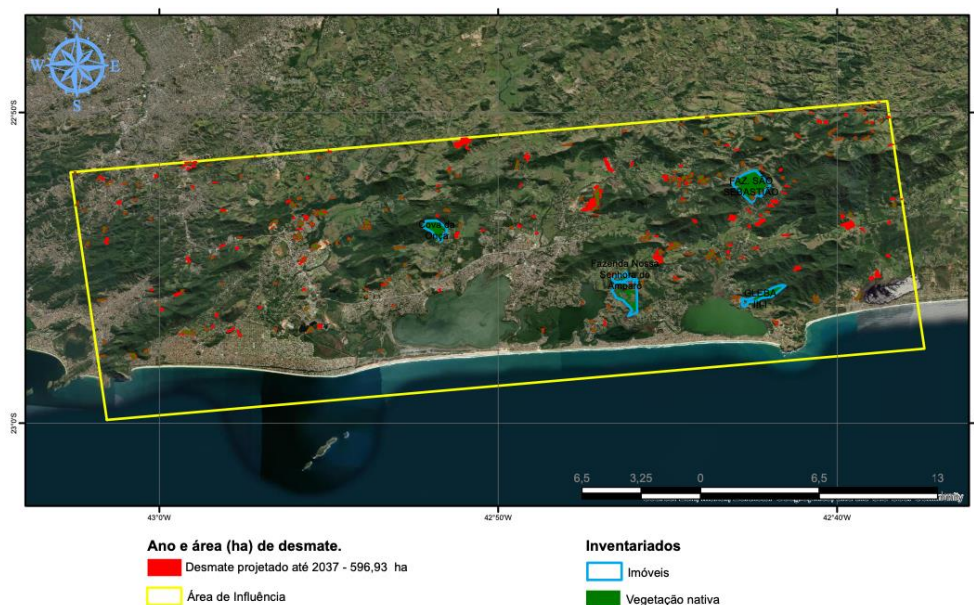 N
W E
S
22°50'S
23°0'S
FAZ. SÃO
SEBASTIÃO
Fazenda Nossa
Senhora do
Amparo
GLEBA
6,5 3,25 0 6,5 13
43°0'W 42°50'W 42°40'W
Ano e área (ha) de desmate.
Desmate projetado até 2037 - 596,93 ha
Área de Influência
Inventariados
Imóveis
Vegetação nativa